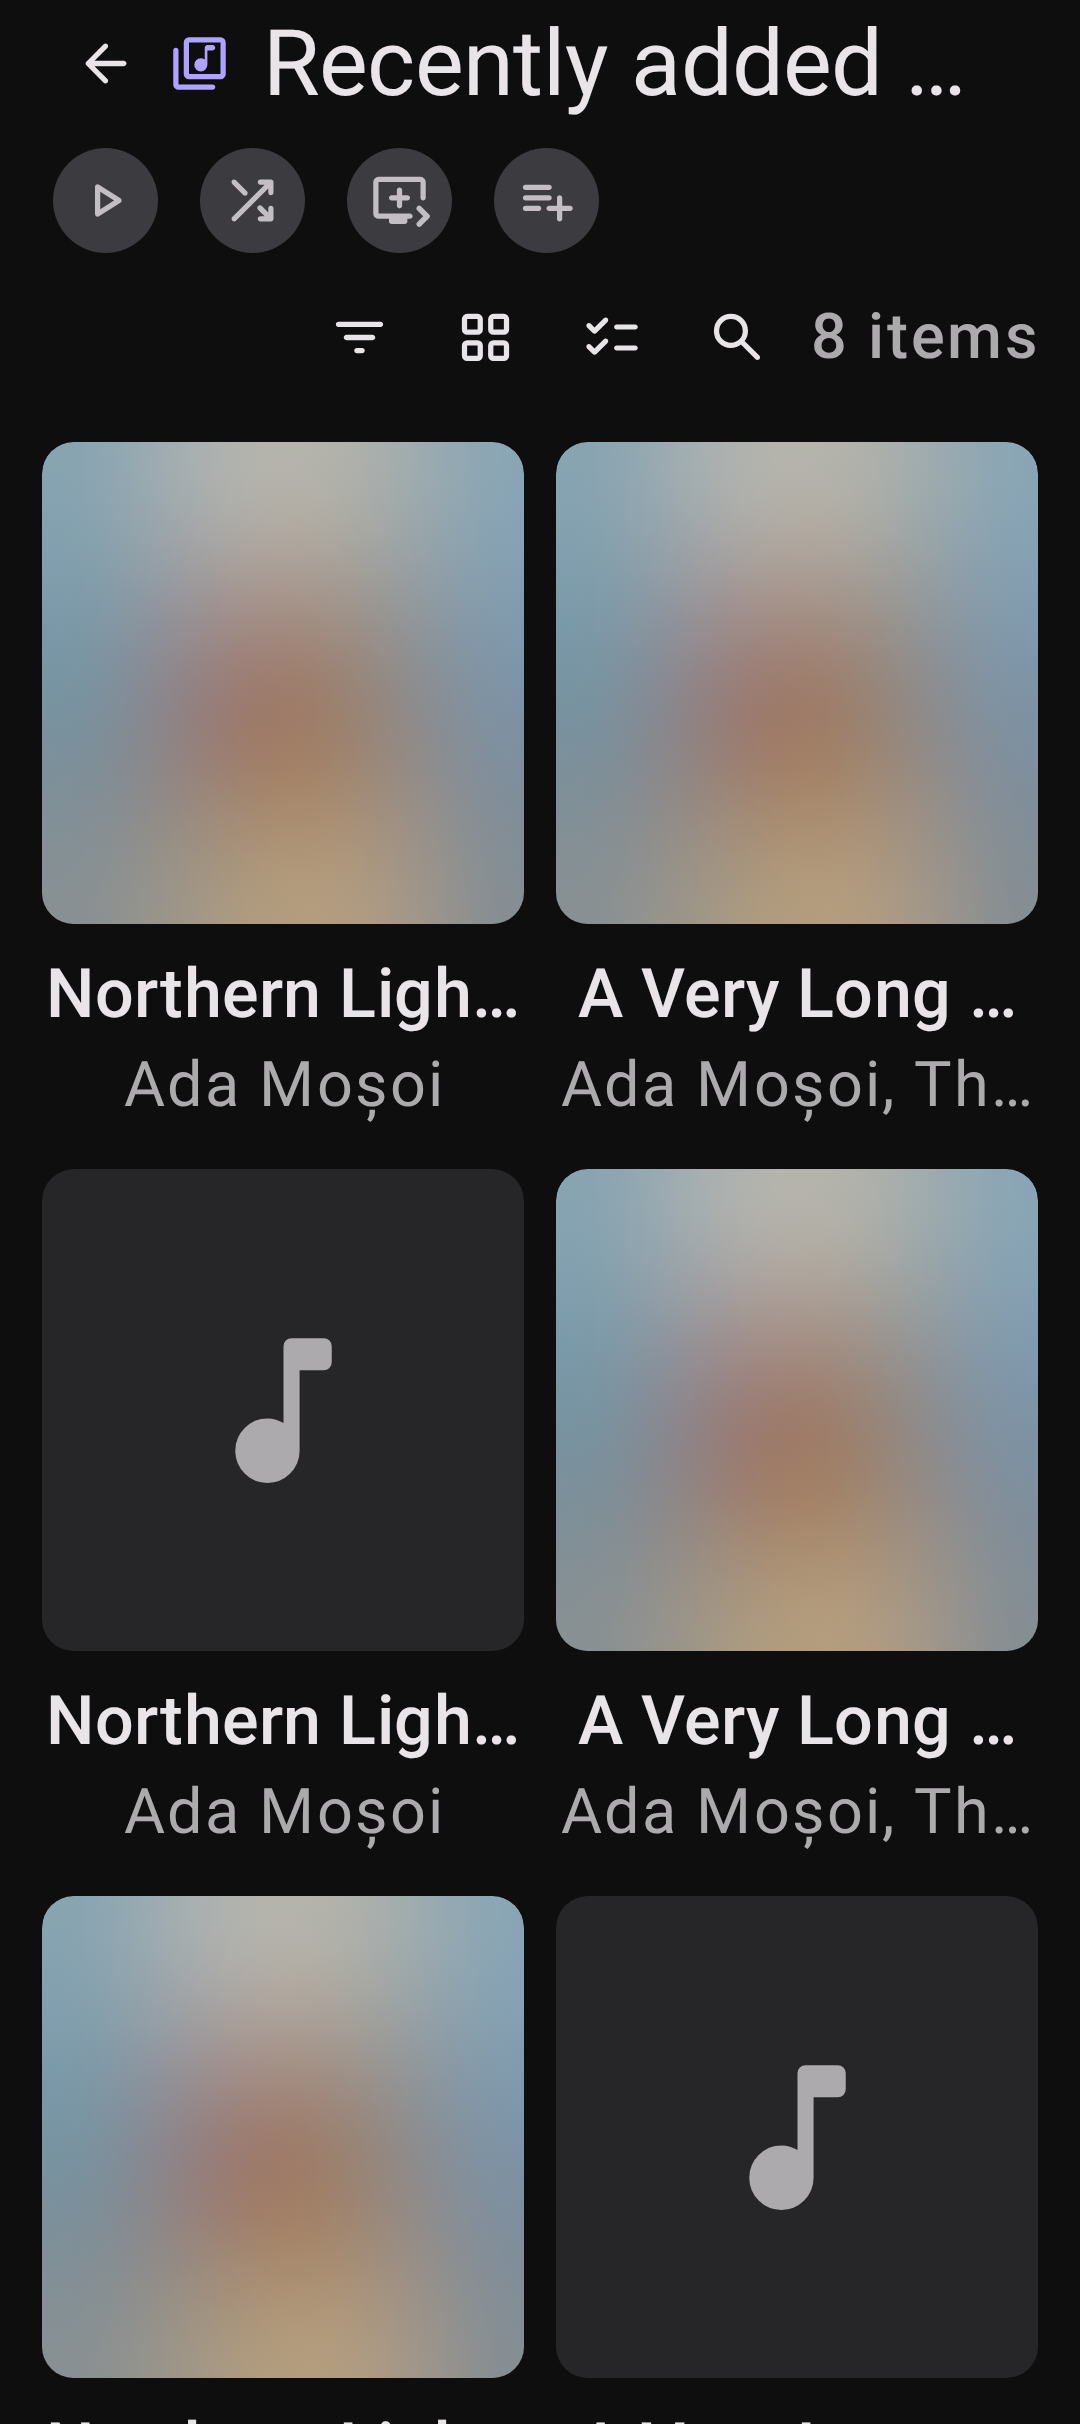 Recently added …
8 items
Northern Ligh…
A Very Long …
Ada Moșoi
Ada Moșoi, Th…
Northern Ligh…
A Very Long …
Ada Moșoi
Ada Moșoi, Th…